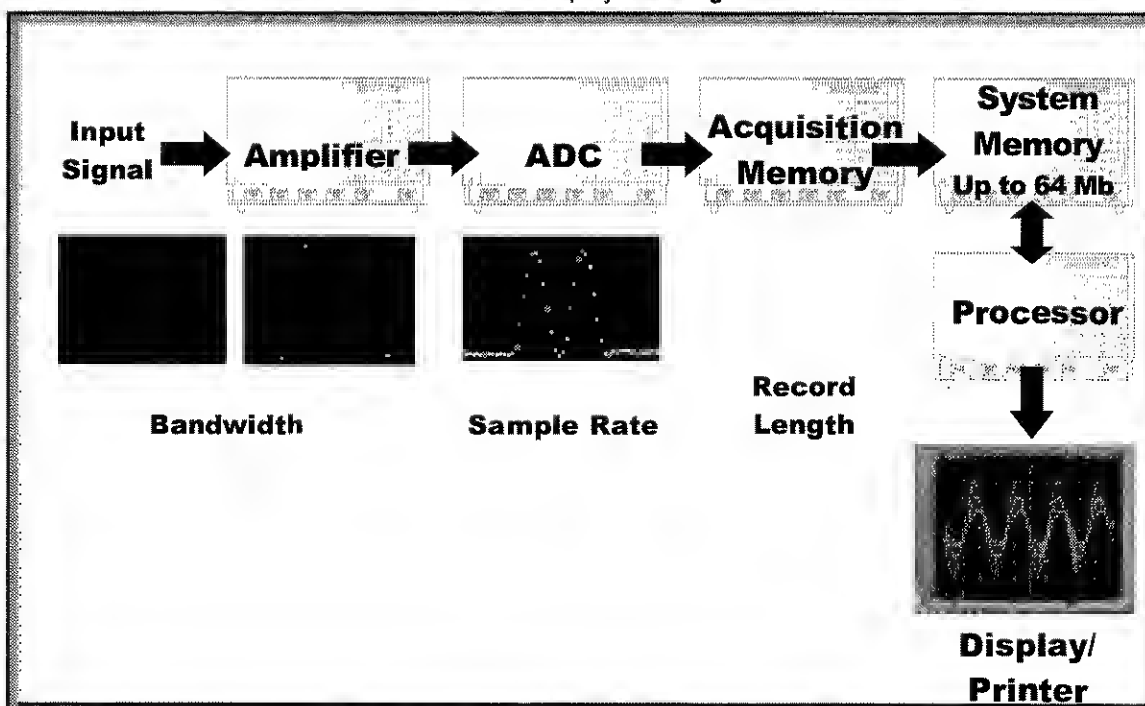 Input
Signal
Amplifier
ADC
Acquisition
Memory
System
Memory
Up to 64 Mb
Processor
Bandwidth
Sample Rate
Record
Length
Display/
Printer